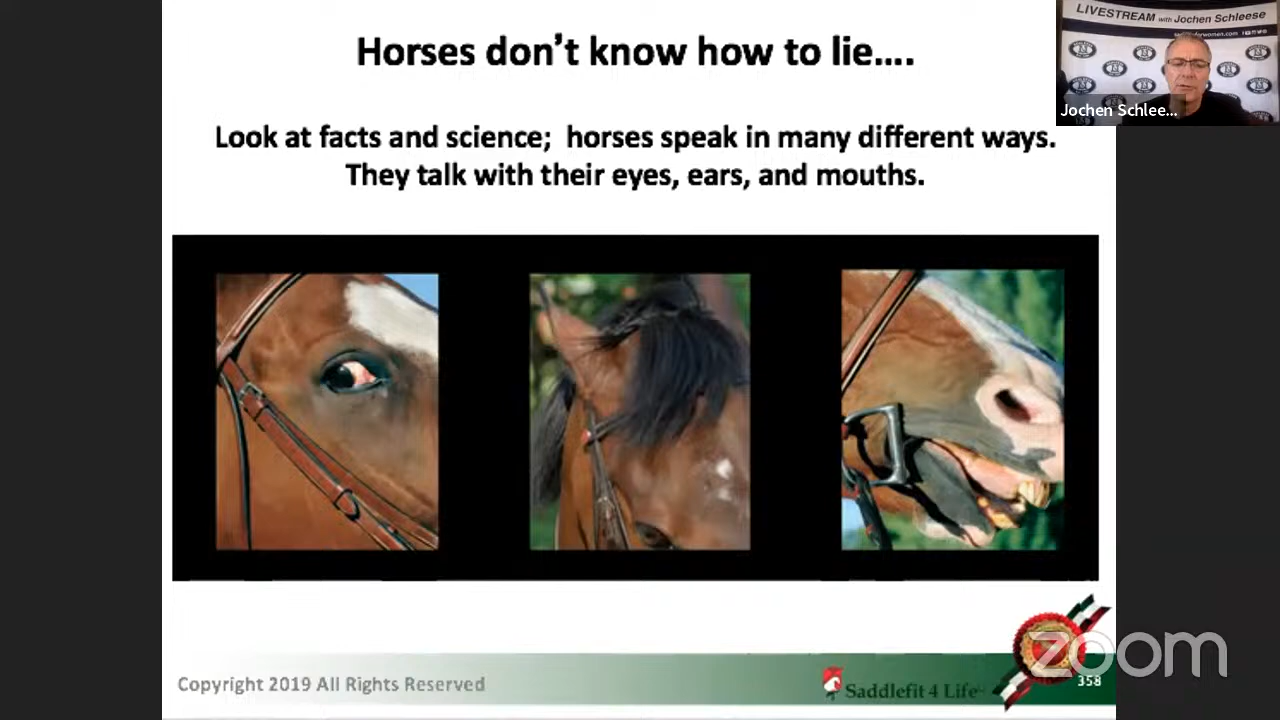 Horses don't know how to lie....
LIVESTREAM with Jochen Schleese
Jochen Schlee...
Look at facts and science; horses speak in many different ways.
They talk with their eyes, ears, and mouths.
Copyright 2019 All Rights Reserved
Saddlefit 4 Life
zoom
358